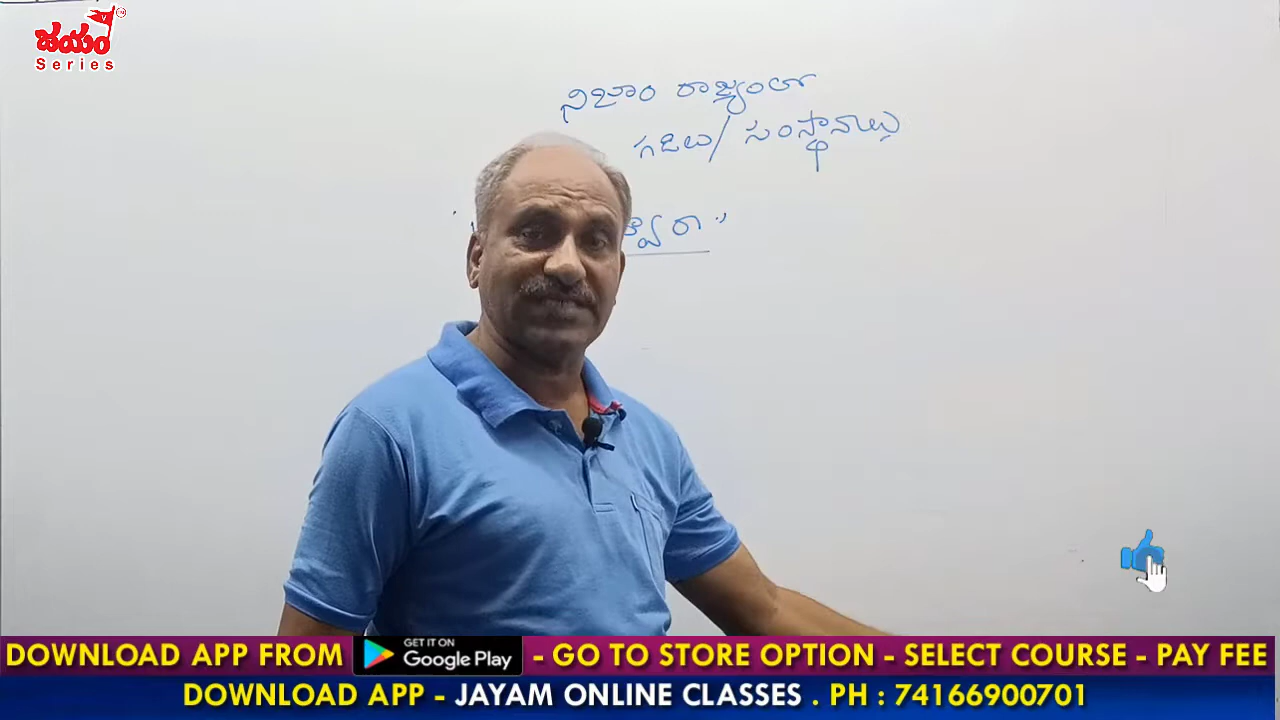 జయం
Series
నిజాం రాజ్యంలో
గడిలు/ సంస్థానాలు
DOWNLOAD APP FROM GET IT ON Google Play - GO TO STORE OPTION - SELECT COURSE - PAY FEE
DOWNLOAD APP - JAYAM ONLINE CLASSES . PH : 74166900701